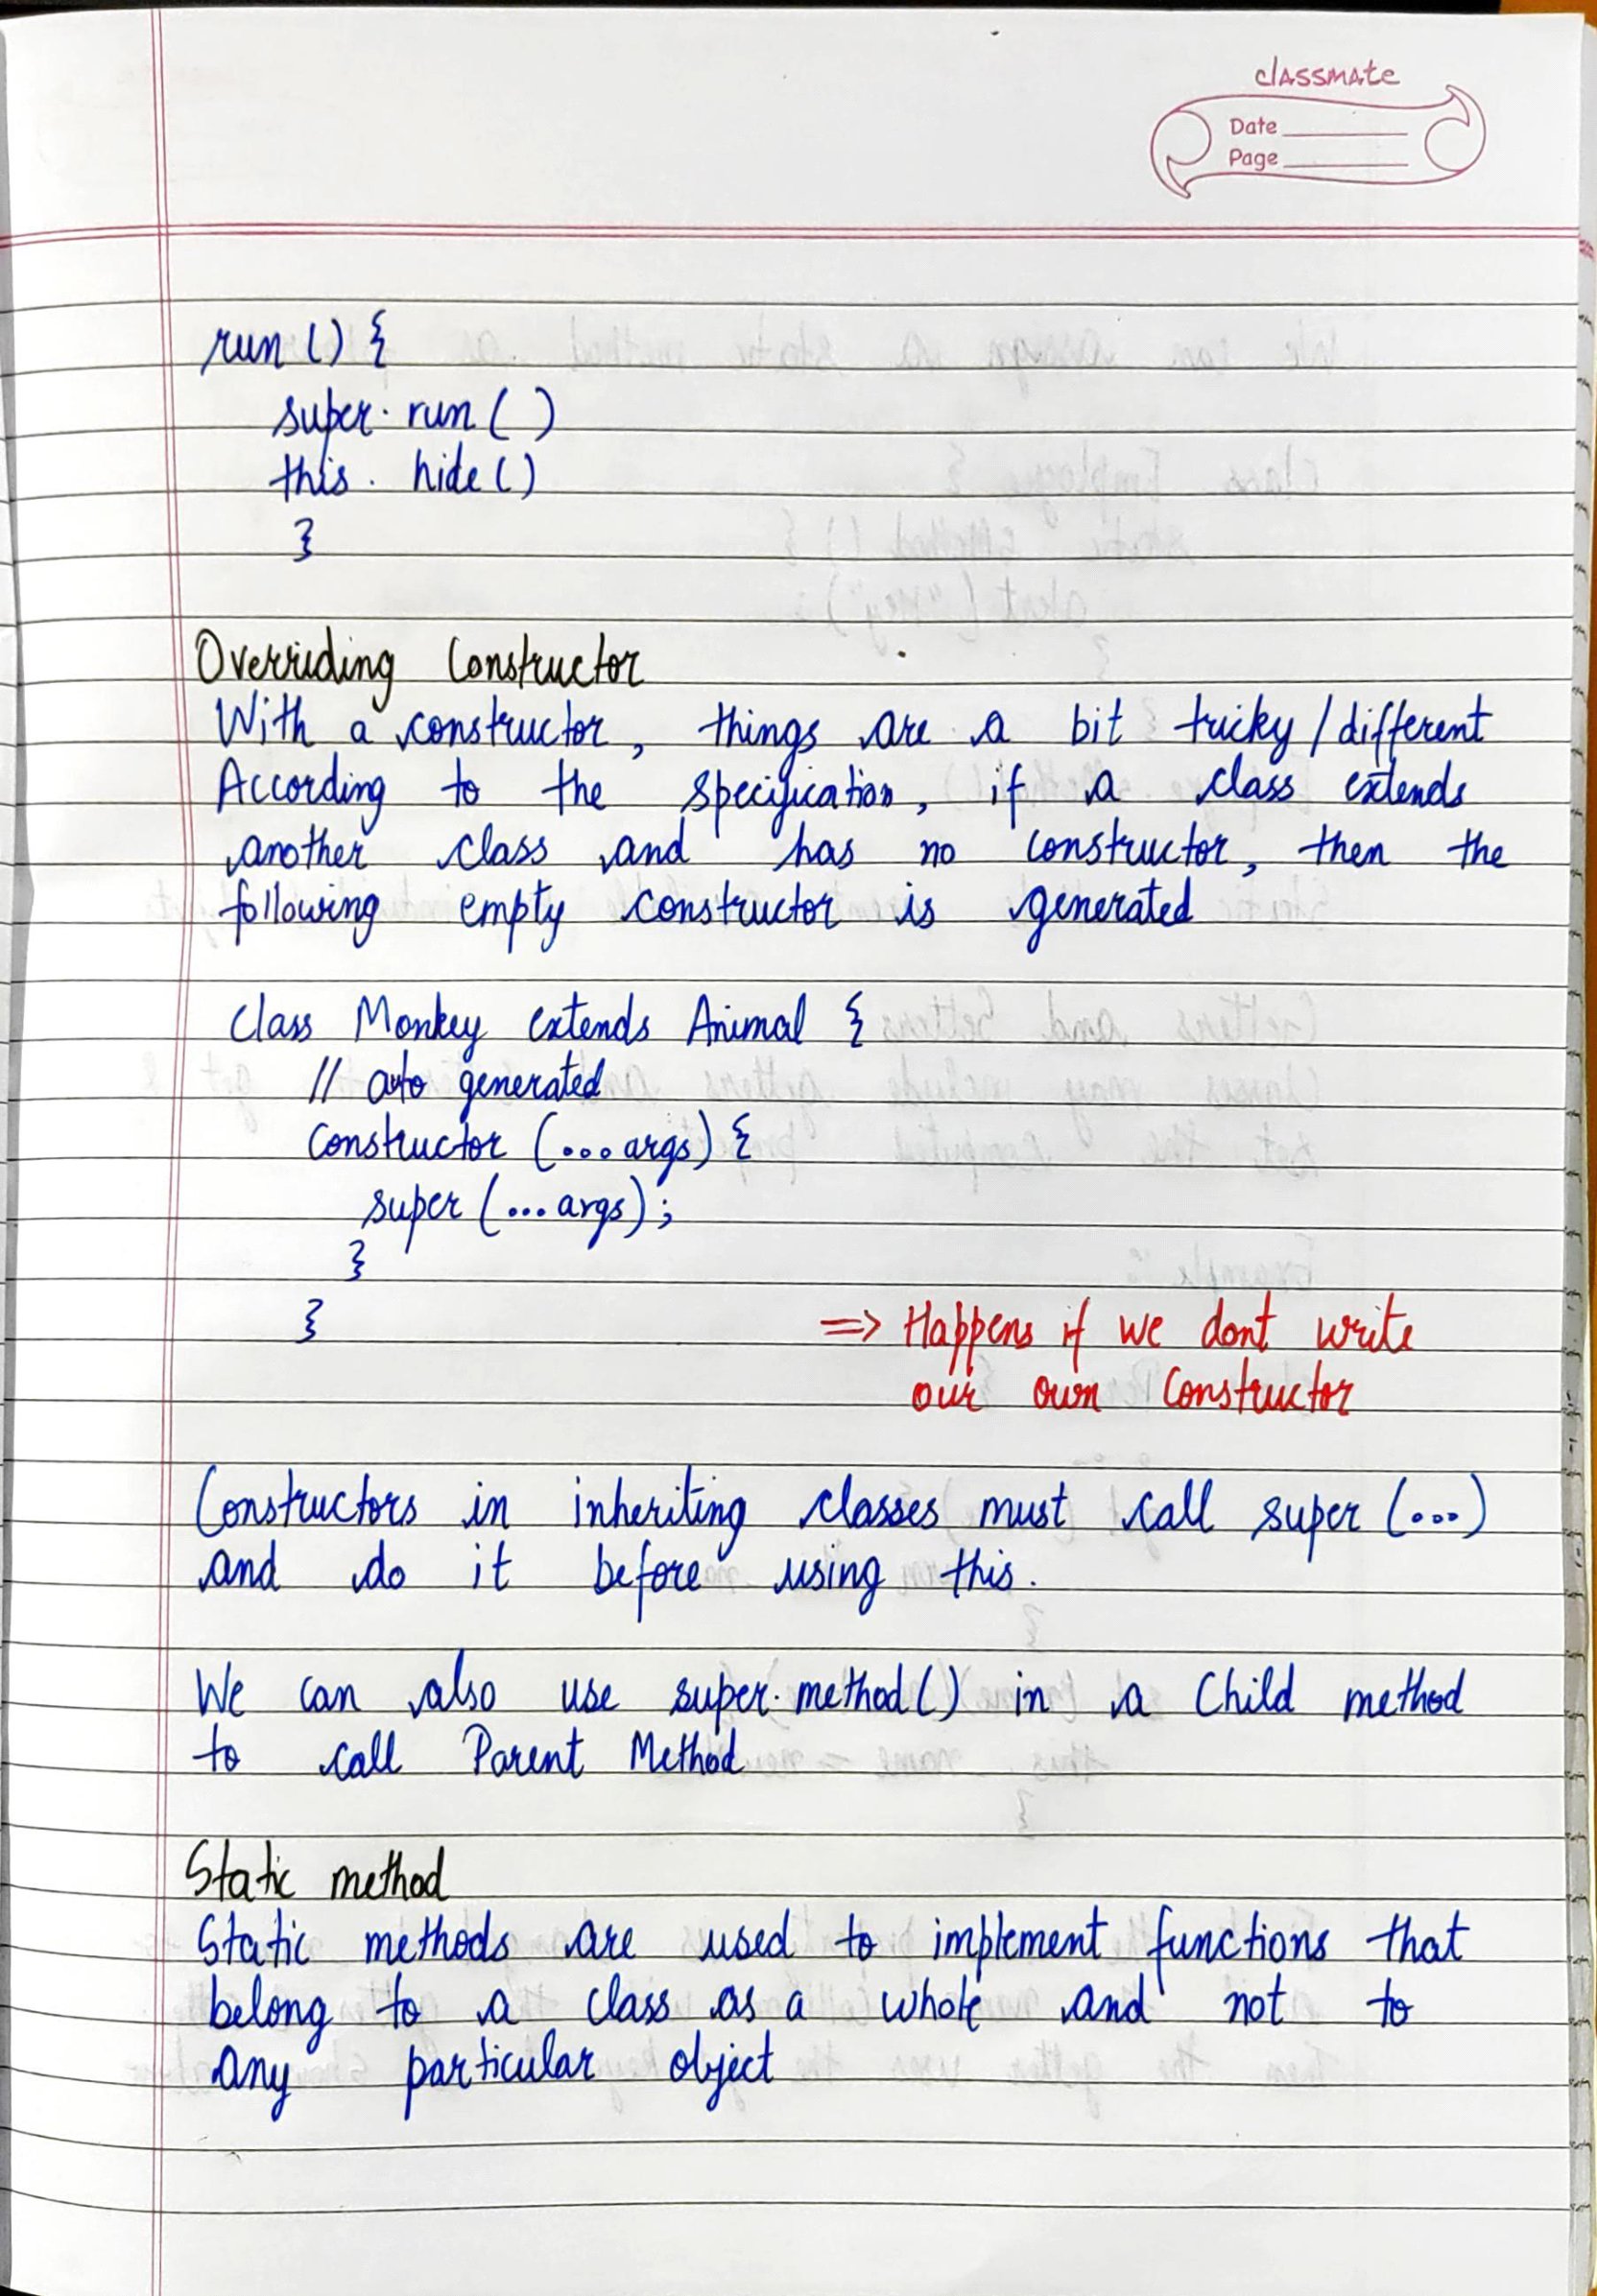 classmate
Date
Page
run () {
super. run ( )
this. hide ()
}
Overriding Constructor
With a constructor, things are a bit tricky / different
According to the specification, if a class extends
another class and has no constructor, then the
following empty constructor is generated
Class Monkey extends Animal {
// auto generated
Constructor (... args) {
super (... args) ;
}
}
=> Happens if we dont write
our own Constructor
Constructors in inheriting classes must call super (...)
and do it before using this.
We can also use super. method () in a Child method
to call Parent Method
Static method
Static methods are used to implement functions that
belong to a class as a whole and not to
any particular object